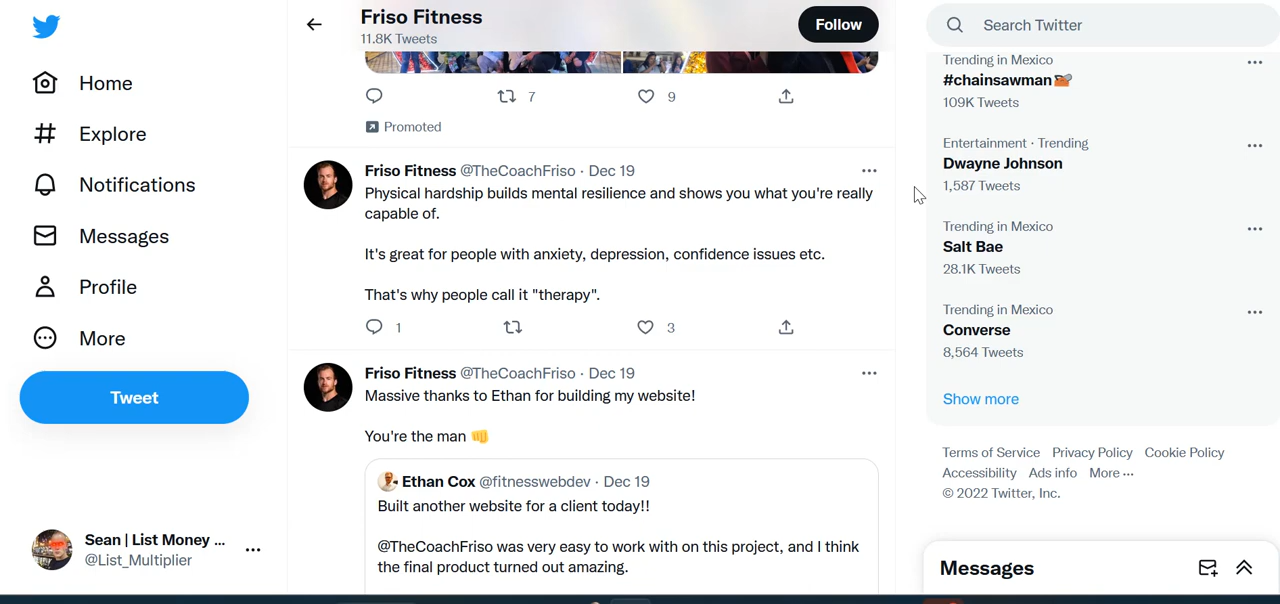 Home
Explore
Notifications
Messages
Profile
More
Tweet
Sean | List Money ...
@List_Multiplier
Friso Fitness
11.8K Tweets
Follow
7
9
Promoted
Friso Fitness @TheCoachFriso · Dec 19
Physical hardship builds mental resilience and shows you what you're really
capable of.
It's great for people with anxiety, depression, confidence issues etc.
That's why people call it "therapy".
1
3
Friso Fitness @TheCoachFriso · Dec 19
Massive thanks to Ethan for building my website!
You're the man 👊
Ethan Cox @fitnesswebdev · Dec 19
Built another website for a client today!!
@TheCoachFriso was very easy to work with on this project, and I think
the final product turned out amazing.
Search Twitter
Trending in Mexico
#chainsawman
109K Tweets
Entertainment · Trending
Dwayne Johnson
1,587 Tweets
Trending in Mexico
Salt Bae
28.1K Tweets
Trending in Mexico
Converse
8,564 Tweets
Show more
Terms of Service Privacy Policy Cookie Policy
Accessibility Ads info More ···
© 2022 Twitter, Inc.
Messages